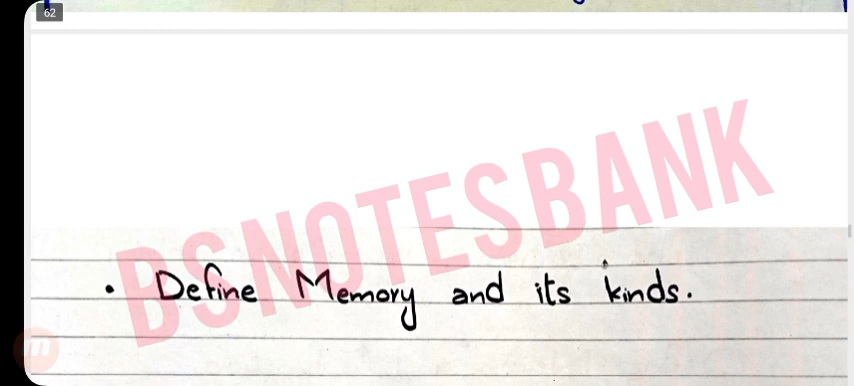 62
BSNOTESBANK
• Define Memory and its kinds.
m